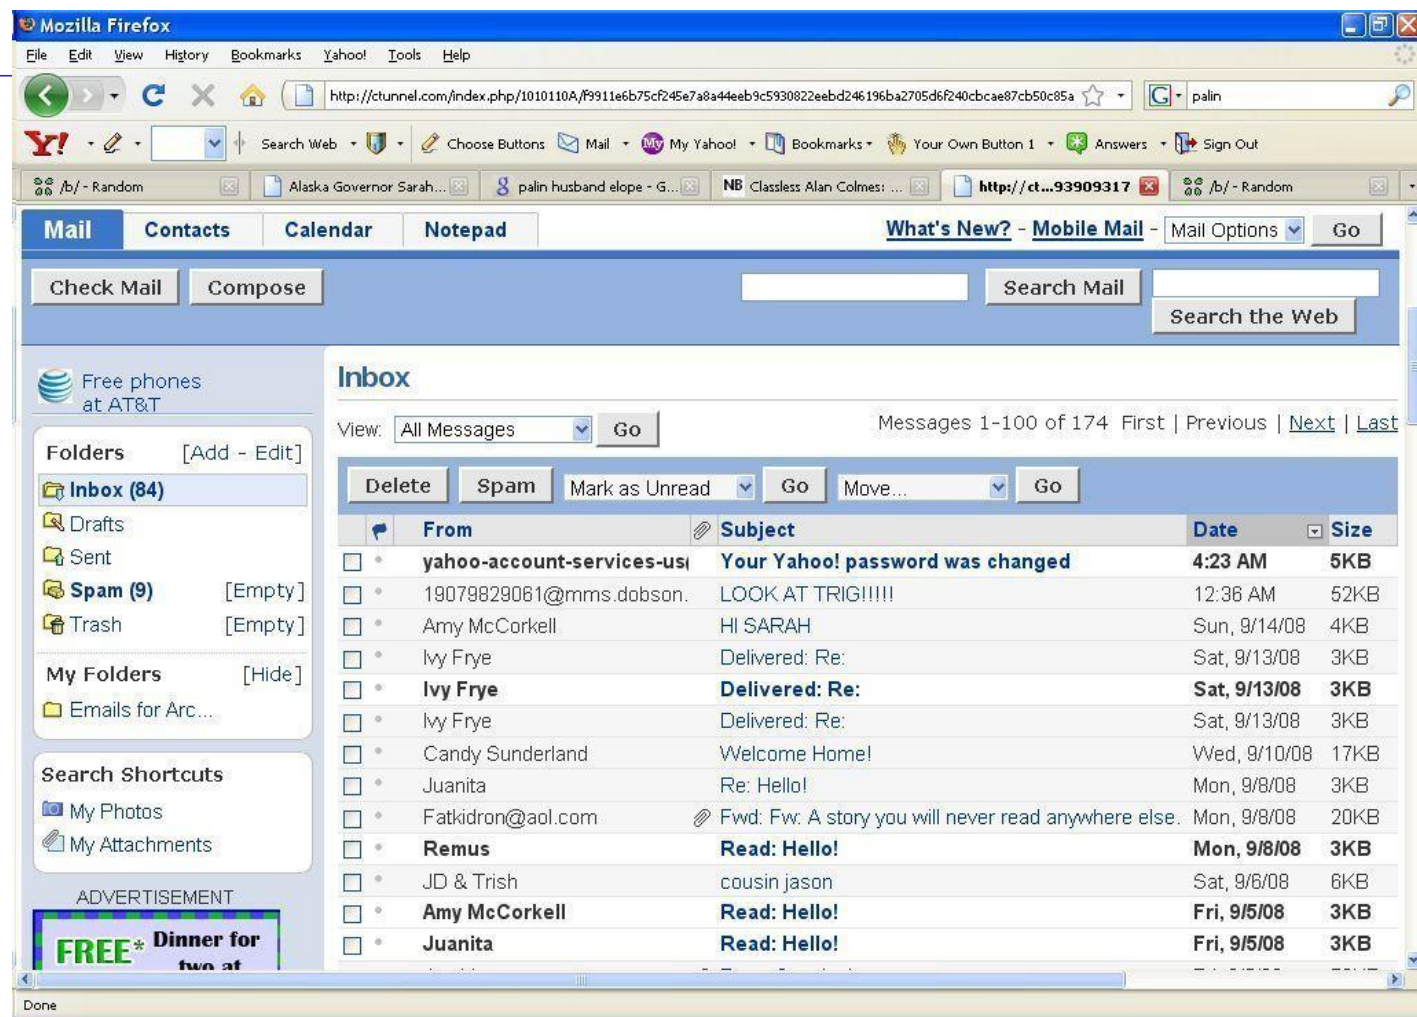 Mozilla Firefox
File Edit View History Bookmarks Yahoo! Tools Help
http://ctunnel.com/index.php/1010110A/f9911e6b75cf245e7a8a44eeb9c5930822eebd246196ba2705d6f240cbcae87cb50c85a G palin
Y! Search Web Choose Buttons Mail My Yahoo! Bookmarks Your Own Button 1 Answers Sign Out
/b/ - Random Alaska Governor Sarah... palin husband elope - G... NB Classless Alan Colmes: ... http://ct...93909317 /b/ - Random
Mail Contacts Calendar Notepad What's New? - Mobile Mail - Mail Options Go
Check Mail Compose Search Mail
Search the Web
Free phones
at AT&T
Folders [Add - Edit]
Inbox (84)
Drafts
Sent
Spam (9) [Empty]
Trash [Empty]
My Folders [Hide]
Emails for Arc...
Search Shortcuts
My Photos
My Attachments
ADVERTISEMENT
FREE* Dinner for
two at
Inbox
View: All Messages Go Messages 1-100 of 174 First | Previous | Next | Last
Delete Spam Mark as Unread Go Move... Go
From Subject Date Size
yahoo-account-services-us( Your Yahoo! password was changed 4:23 AM 5KB
19079829061@mms.dobson. LOOK AT TRIG!!!!! 12:36 AM 52KB
Amy McCorkell HI SARAH Sun, 9/14/08 4KB
Ivy Frye Delivered: Re: Sat, 9/13/08 3KB
Ivy Frye Delivered: Re: Sat, 9/13/08 3KB
Ivy Frye Delivered: Re: Sat, 9/13/08 3KB
Candy Sunderland Welcome Home! Wed, 9/10/08 17KB
Juanita Re: Hello! Mon, 9/8/08 3KB
Fatkidron@aol.com Fwd: Fw: A story you will never read anywhere else. Mon, 9/8/08 20KB
Remus Read: Hello! Mon, 9/8/08 3KB
JD & Trish cousin jason Sat, 9/6/08 6KB
Amy McCorkell Read: Hello! Fri, 9/5/08 3KB
Juanita Read: Hello! Fri, 9/5/08 3KB
Done